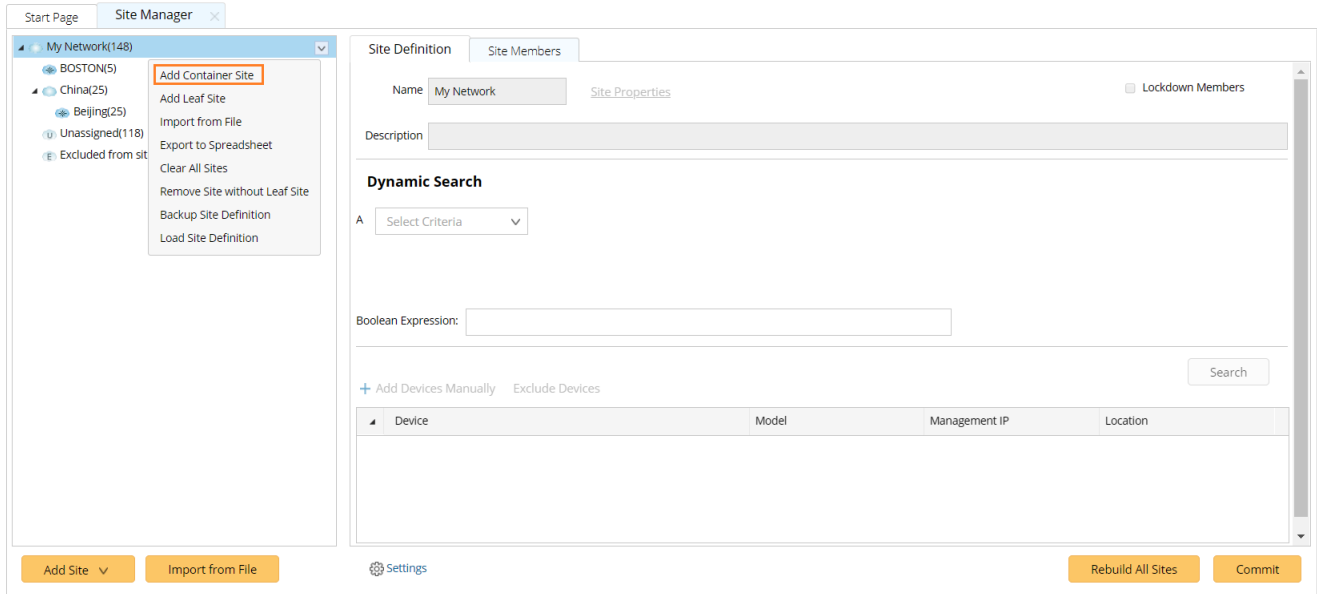 Start Page
Site Manager
My Network(148)
BOSTON(5)
China(25)
Beijing(25)
U Unassigned(118)
E Excluded from sit
Add Container Site
Add Leaf Site
Import from File
Export to Spreadsheet
Clear All Sites
Remove Site without Leaf Site
Backup Site Definition
Load Site Definition
Add Site
Import from File
Site Definition
Site Members
Name My Network Site Properties Lockdown Members
Description
Dynamic Search
A Select Criteria
Boolean Expression:
Search
+ Add Devices Manually Exclude Devices
Device Model Management IP Location
Settings
Rebuild All Sites
Commit